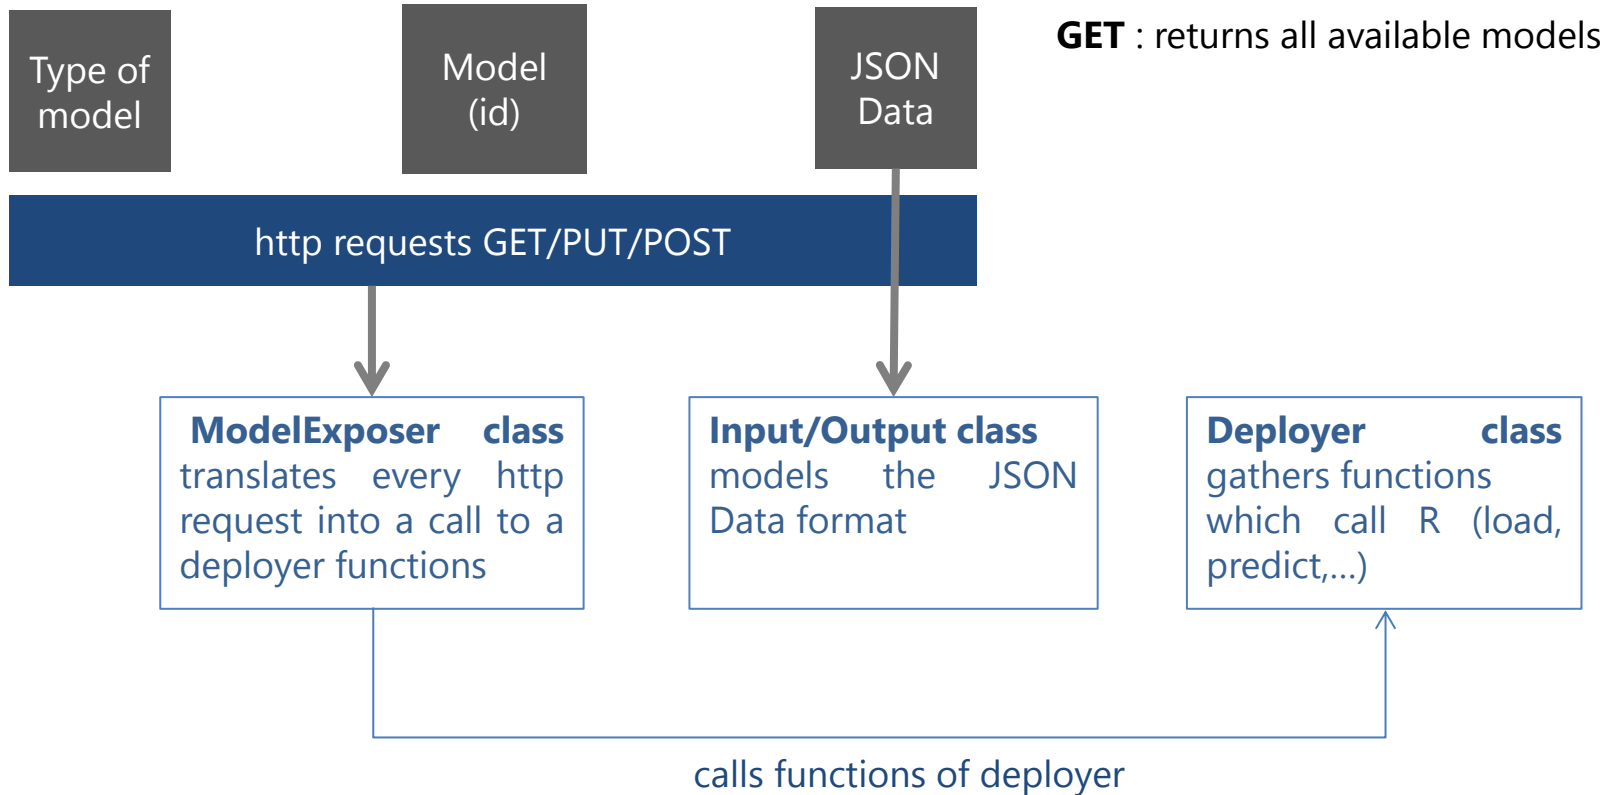 Type of
model
Model
(id)
JSON
Data
GET : returns all available models
http requests GET/PUT/POST
ModelExposer class
translates every http
request into a call to a
deployer functions
Input/Output class
models the JSON
Data format
Deployer class
gathers functions
which call R (load,
predict,...)
calls functions of deployer